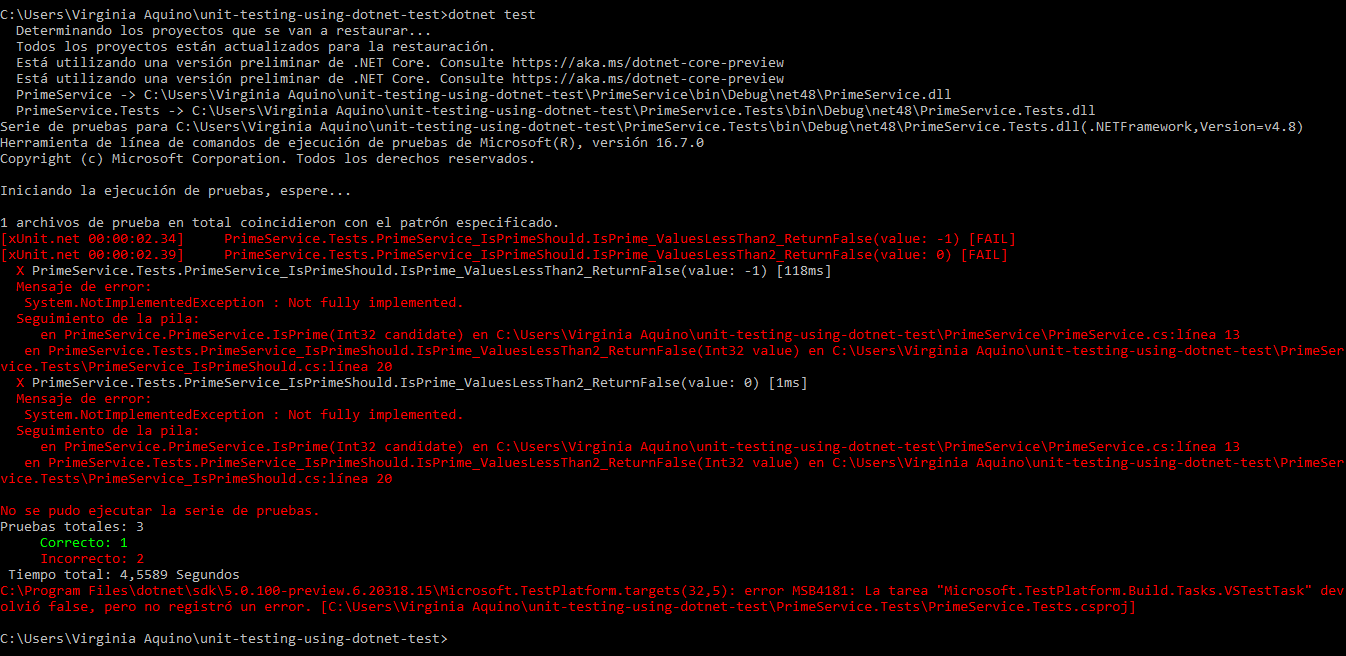 C:\Users\Virginia Aquino\unit-testing-using-dotnet-test>dotnet test
  Determinando los proyectos que se van a restaurar...
  Todos los proyectos están actualizados para la restauración.
  Está utilizando una versión preliminar de .NET Core. Consulte https://aka.ms/dotnet-core-preview
  Está utilizando una versión preliminar de .NET Core. Consulte https://aka.ms/dotnet-core-preview
  PrimeService -> C:\Users\Virginia Aquino\unit-testing-using-dotnet-test\PrimeService\bin\Debug\net48\PrimeService.dll
  PrimeService.Tests -> C:\Users\Virginia Aquino\unit-testing-using-dotnet-test\PrimeService.Tests\bin\Debug\net48\PrimeService.Tests.dll
Serie de pruebas para C:\Users\Virginia Aquino\unit-testing-using-dotnet-test\PrimeService.Tests\bin\Debug\net48\PrimeService.Tests.dll(.NETFramework,Version=v4.8)
Herramienta de línea de comandos de ejecución de pruebas de Microsoft(R), versión 16.7.0
Copyright (c) Microsoft Corporation. Todos los derechos reservados.

Iniciando la ejecución de pruebas, espere...

1 archivos de prueba en total coincidieron con el patrón especificado.
[xUnit.net 00:00:02.34]     PrimeService.Tests.PrimeService_IsPrimeShould.IsPrime_ValuesLessThan2_ReturnFalse(value: -1) [FAIL]
[xUnit.net 00:00:02.39]     PrimeService.Tests.PrimeService_IsPrimeShould.IsPrime_ValuesLessThan2_ReturnFalse(value: 0) [FAIL]
  X PrimeService.Tests.PrimeService_IsPrimeShould.IsPrime_ValuesLessThan2_ReturnFalse(value: -1) [118ms]
  Mensaje de error:
   System.NotImplementedException : Not fully implemented.
  Seguimiento de la pila:
     en PrimeService.PrimeService.IsPrime(Int32 candidate) en C:\Users\Virginia Aquino\unit-testing-using-dotnet-test\PrimeService\PrimeService.cs:línea 13
   en PrimeService.Tests.PrimeService_IsPrimeShould.IsPrime_ValuesLessThan2_ReturnFalse(Int32 value) en C:\Users\Virginia Aquino\unit-testing-using-dotnet-test\PrimeSer
vice.Tests\PrimeService_IsPrimeShould.cs:línea 20
  X PrimeService.Tests.PrimeService_IsPrimeShould.IsPrime_ValuesLessThan2_ReturnFalse(value: 0) [1ms]
  Mensaje de error:
   System.NotImplementedException : Not fully implemented.
  Seguimiento de la pila:
     en PrimeService.PrimeService.IsPrime(Int32 candidate) en C:\Users\Virginia Aquino\unit-testing-using-dotnet-test\PrimeService\PrimeService.cs:línea 13
   en PrimeService.Tests.PrimeService_IsPrimeShould.IsPrime_ValuesLessThan2_ReturnFalse(Int32 value) en C:\Users\Virginia Aquino\unit-testing-using-dotnet-test\PrimeSer
vice.Tests\PrimeService_IsPrimeShould.cs:línea 20

No se pudo ejecutar la serie de pruebas.
Pruebas totales: 3
     Correcto: 1
     Incorrecto: 2
 Tiempo total: 4,5589 Segundos
C:\Program Files\dotnet\sdk\5.0.100-preview.6.20318.15\Microsoft.TestPlatform.targets(32,5): error MSB4181: La tarea "Microsoft.TestPlatform.Build.Tasks.VSTestTask" dev
olvió false, pero no registró un error. [C:\Users\Virginia Aquino\unit-testing-using-dotnet-test\PrimeService.Tests\PrimeService.Tests.csproj]

C:\Users\Virginia Aquino\unit-testing-using-dotnet-test>